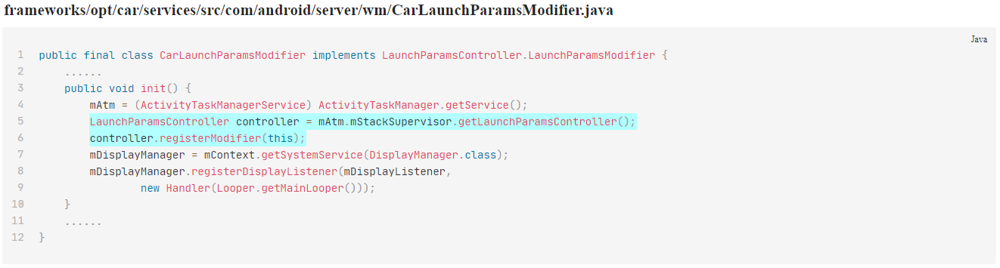 frameworks/opt/car/services/src/com/android/server/wm/CarLaunchParamsModifier.java
Java
1 public final class CarLaunchParamsModifier implements LaunchParamsController.LaunchParamsModifier {
2 ......
3 public void init() {
4 mAtm = (ActivityTaskManagerService) ActivityTaskManager.getService();
5 LaunchParamsController controller = mAtm.mStackSupervisor.getLaunchParamsController();
6 controller.registerModifier(this);
7 mDisplayManager = mContext.getSystemService(DisplayManager.class);
8 mDisplayManager.registerDisplayListener(mDisplayListener,
9 new Handler(Looper.getMainLooper()));
10 }
11 ......
12 }